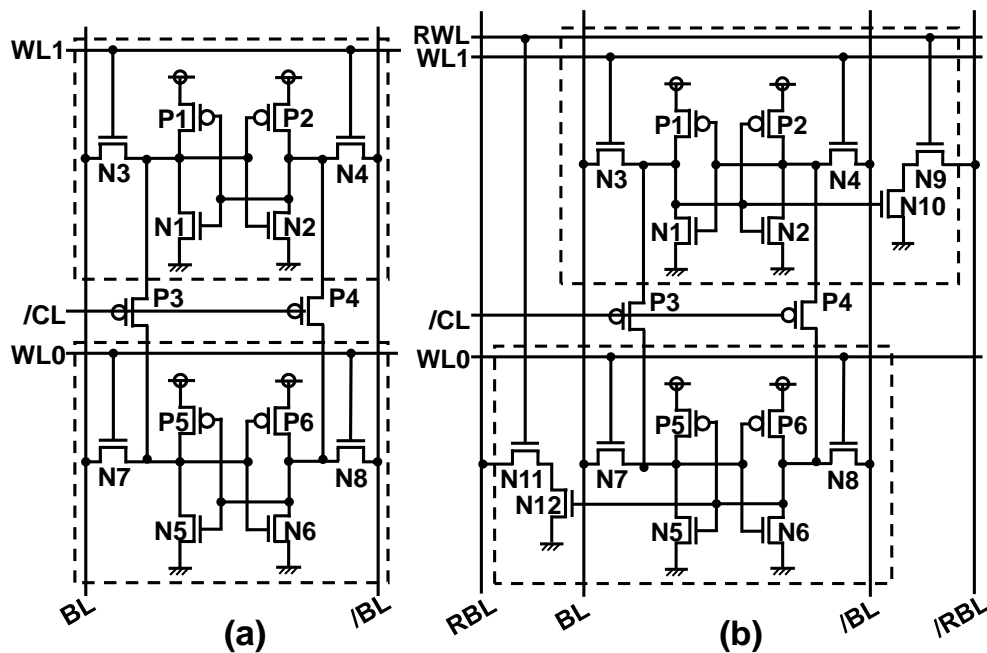 WL1
P1
P2
N3
N4
N1
N2
P3
P4
/CL
WL0
P5
P6
N7
N8
N5
N6
BL
/BL
(a)
RWL
WL1
P1
P2
N3
N4
N9
N10
N1
N2
P3
P4
/CL
WL0
P5
P6
N11
N7
N8
N12
N5
N6
RBL
BL
/BL
/RBL
(b)